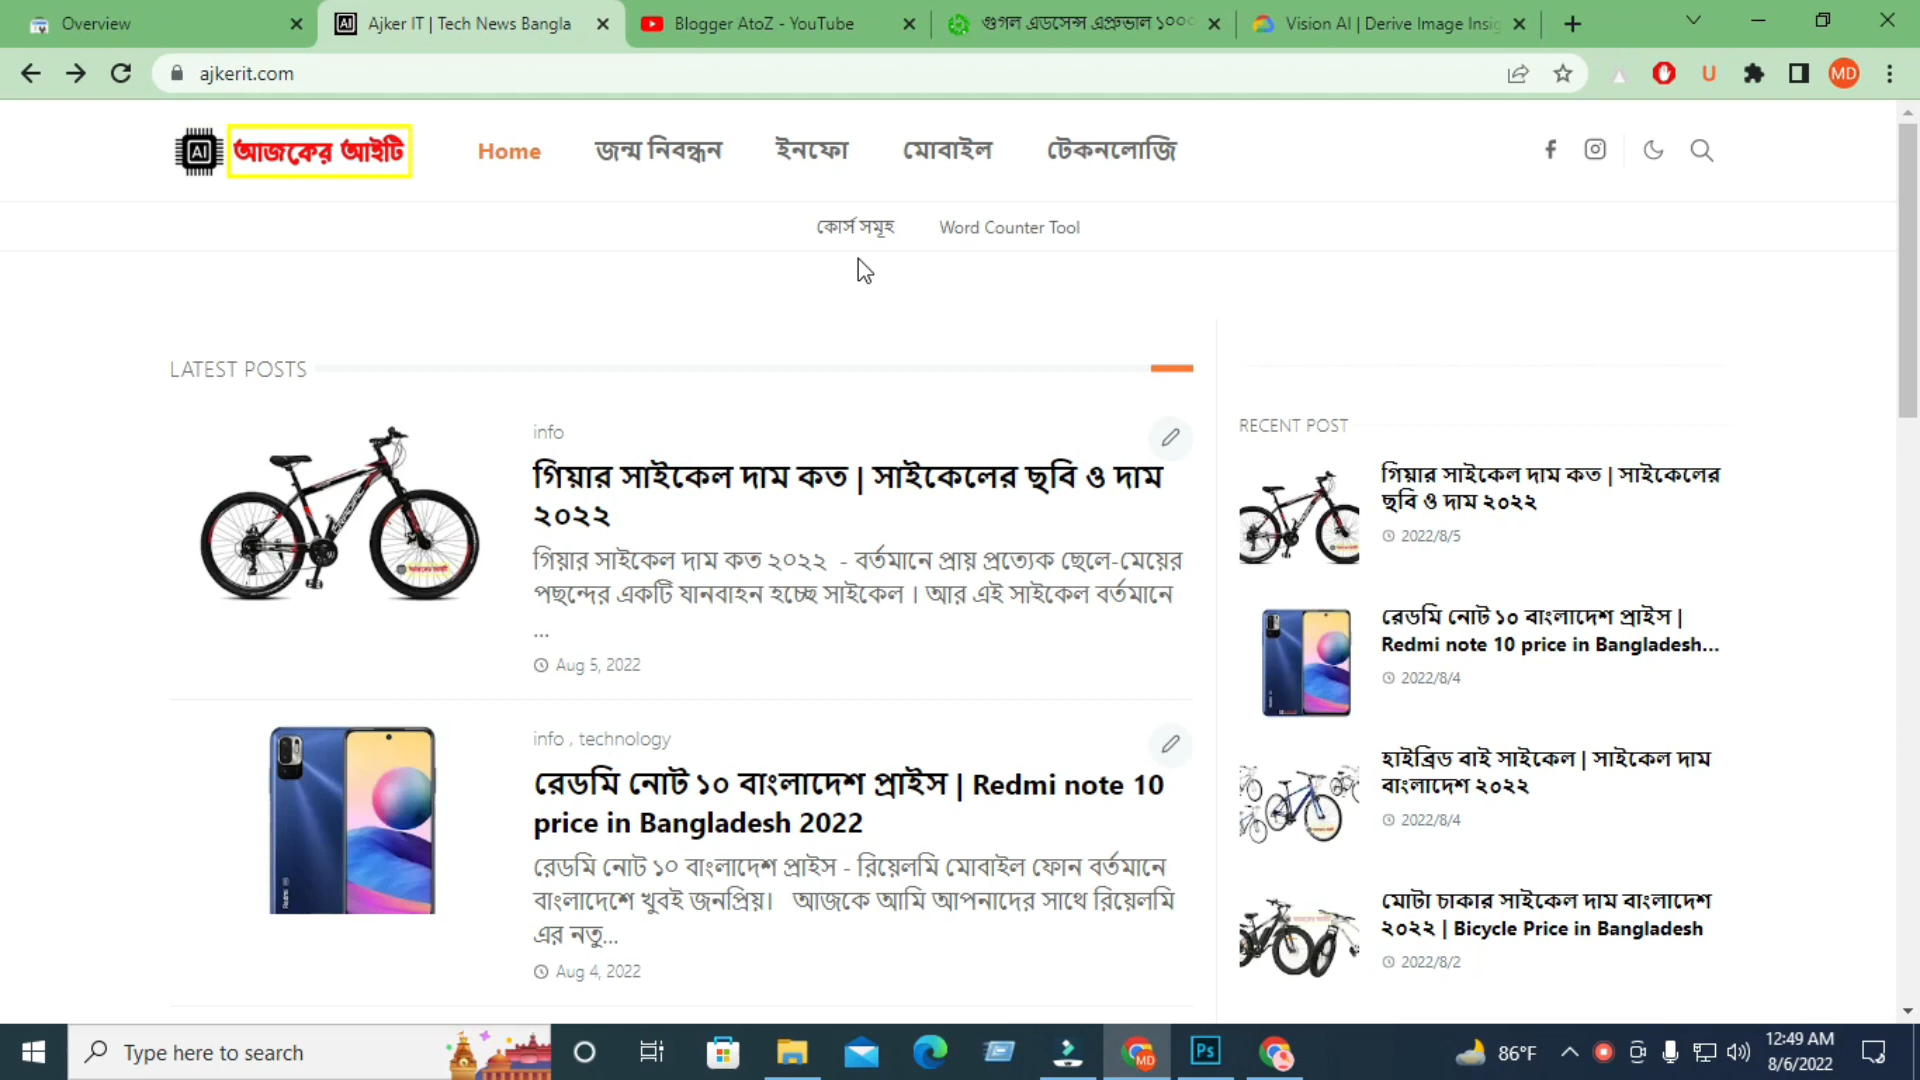 Overview
Ajker IT | Tech News Bangla
Blogger AtoZ - YouTube
গুগল এডসেন্স এপ্রুভাল ১০০০
Vision AI | Derive Image Insig
ajkerit.com
U
MD
AI আজকের আইটি
Home
জন্ম নিবন্ধন
ইনফো
মোবাইল
টেকনলোজি
কোর্স সমূহ
Word Counter Tool
LATEST POSTS
info
গিয়ার সাইকেল দাম কত | সাইকেলের ছবি ও দাম
২০২২
গিয়ার সাইকেল দাম কত ২০২২ - বর্তমানে প্রায় প্রত্যেক ছেলে-মেয়ের
পছন্দের একটি যানবাহন হচ্ছে সাইকেল । আর এই সাইকেল বর্তমানে
...
Aug 5, 2022
info , technology
রেডমি নোট ১০ বাংলাদেশ প্রাইস | Redmi note 10
price in Bangladesh 2022
রেডমি নোট ১০ বাংলাদেশ প্রাইস - রিয়েলমি মোবাইল ফোন বর্তমানে
বাংলাদেশে খুবই জনপ্রিয়। আজকে আমি আপনাদের সাথে রিয়েলমি
এর নতু...
Aug 4, 2022
RECENT POST
গিয়ার সাইকেল দাম কত | সাইকেলের
ছবি ও দাম ২০২২
2022/8/5
রেডমি নোট ১০ বাংলাদেশ প্রাইস |
Redmi note 10 price in Bangladesh...
2022/8/4
হাইব্রিড বাই সাইকেল | সাইকেল দাম
বাংলাদেশ ২০২২
2022/8/4
মোটা চাকার সাইকেল দাম বাংলাদেশ
২০২২ | Bicycle Price in Bangladesh
2022/8/2
Type here to search
MD
Ps
86°F
12:49 AM
8/6/2022